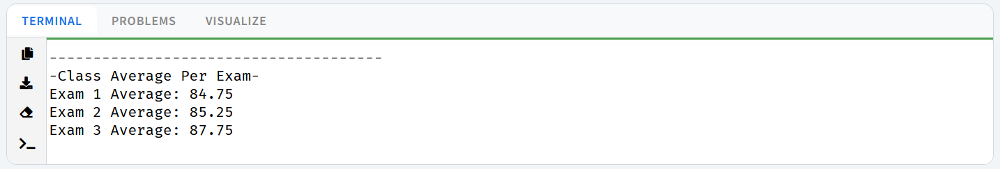 TERMINAL PROBLEMS VISUALIZE
--------------------------------------
-Class Average Per Exam-
Exam 1 Average: 84.75
Exam 2 Average: 85.25
Exam 3 Average: 87.75